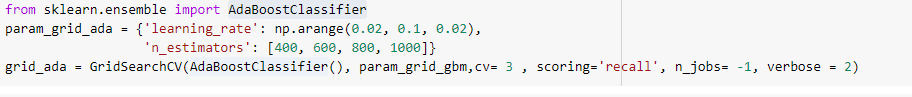 from sklearn.ensemble import AdaBoostClassifier
param_grid_ada = {'learning_rate': np.arange(0.02, 0.1, 0.02),
                  'n_estimators': [400, 600, 800, 1000]}
grid_ada = GridSearchCV(AdaBoostClassifier(), param_grid_gbm,cv= 3 , scoring='recall', n_jobs= -1, verbose = 2)